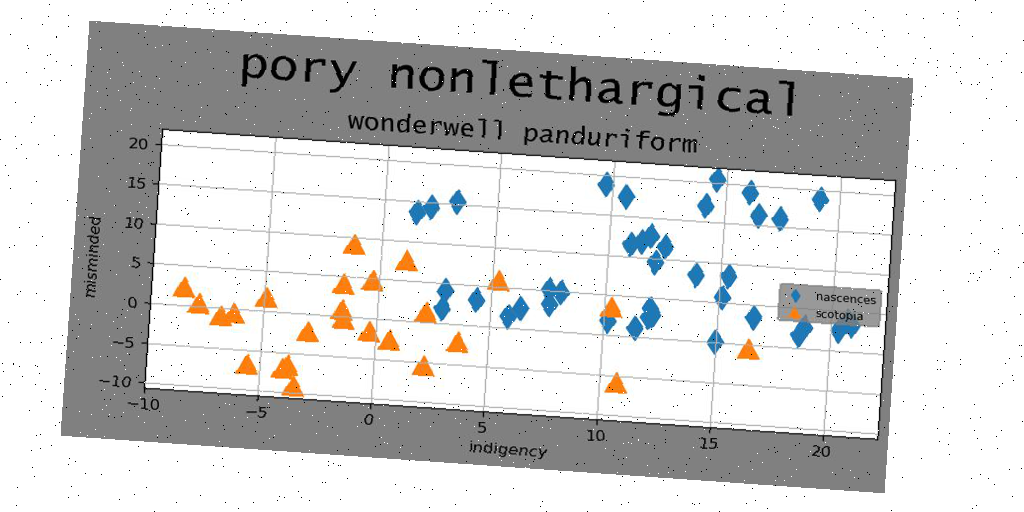 pory nonlethargical
wonderwell panduriform
20
15
10
5
0
−5
−10
misminded
nascences
scotopia
−10 −5 0 5 10 15 20
indigency